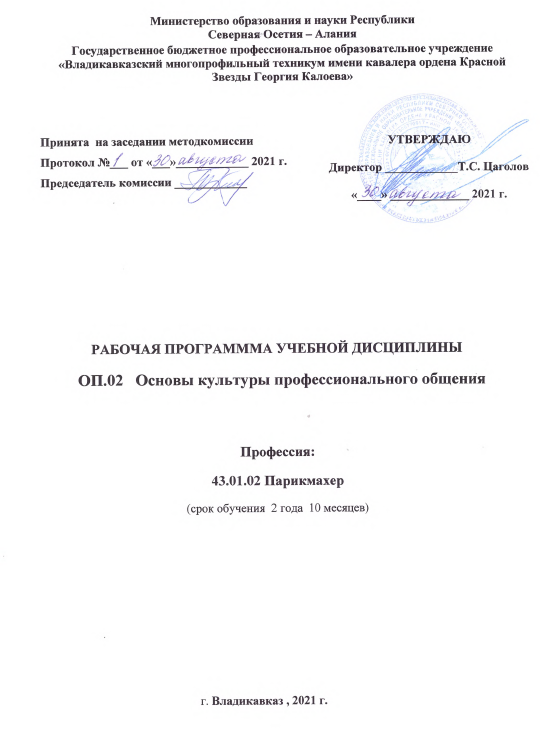 Министерство образования и науки Республики
Северная Осетия – Алания
Государственное бюджетное профессиональное образовательное учреждение
«Владикавказский многопрофильный техникум имени кавалера ордена Красной
Звезды Георгия Калоева»
Принята на заседании методкомиссии
Протокол № 1 от «30» августа 2021 г.
Председатель комиссии
УТВЕРЖДАЮ
Директор Т.С. Цаголов
«30» августа 2021 г.
РАБОЧАЯ ПРОГРАМММА УЧЕБНОЙ ДИСЦИПЛИНЫ
ОП.02 Основы культуры профессионального общения
Профессия:
43.01.02 Парикмахер
(срок обучения 2 года 10 месяцев)
г. Владикавказ , 2021 г.